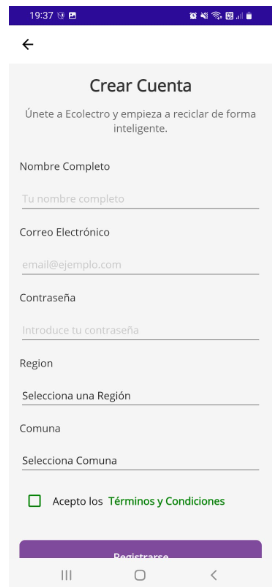 19:37
Crear Cuenta
Únete a Ecolectro y empieza a reciclar de forma
inteligente.
Nombre Completo
Tu nombre completo
Correo Electrónico
email@ejemplo.com
Contraseña
Introduce tu contraseña
Region
Selecciona una Región
Comuna
Selecciona Comuna
Acepto los Términos y Condiciones
Registrarse